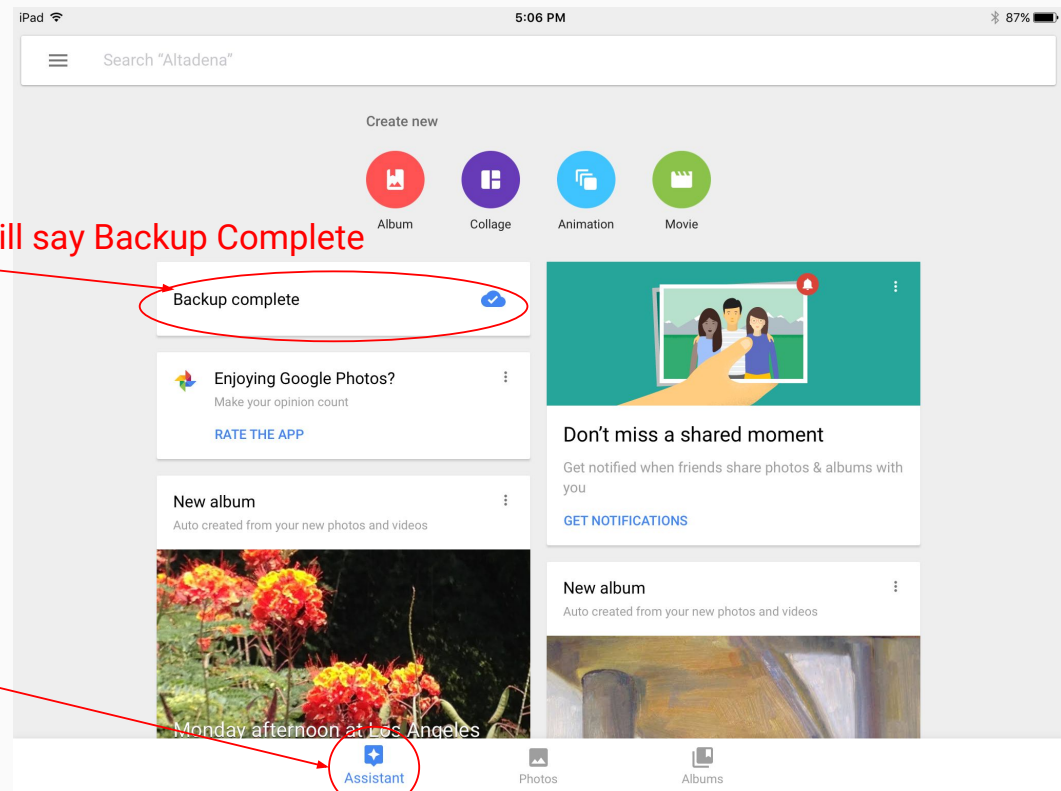 iPad 5:06 PM 87%
Search “Altadena”
Create new
Album Collage Animation Movie
ill say Backup Complete
Backup complete
Enjoying Google Photos?
Make your opinion count
RATE THE APP
Don’t miss a shared moment
Get notified when friends share photos & albums with
you
GET NOTIFICATIONS
New album
Auto created from your new photos and videos
Monday afternoon at Los Angeles
New album
Auto created from your new photos and videos
Assistant Photos Albums